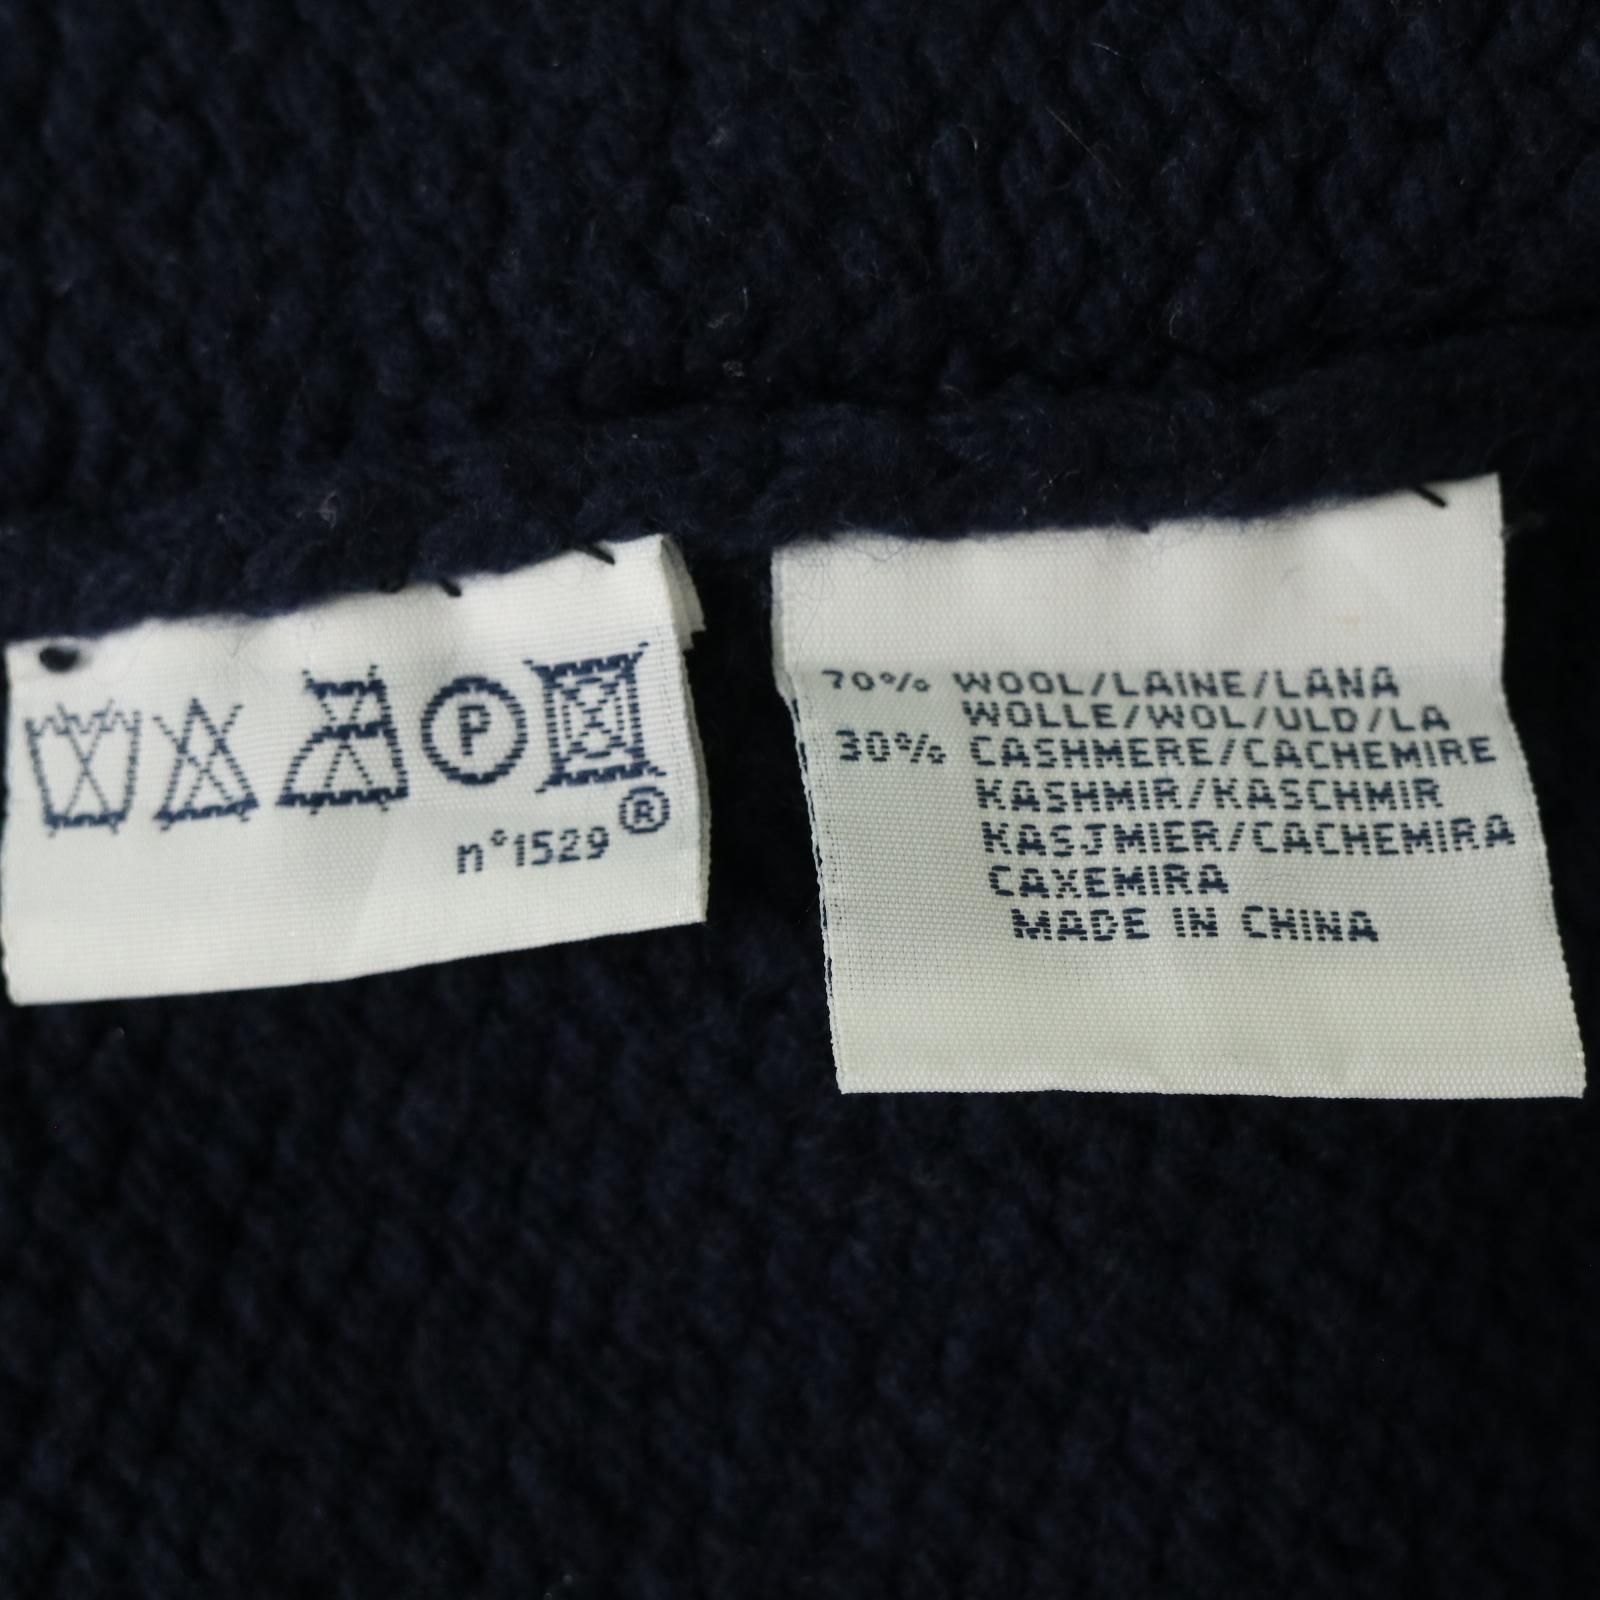 P
®
n°1529
70% WOOL/LAINE/LANA
WOLLE/WOL/ULD/LA
30% CASHMERE/CACHEMIRE
KASHMIR/KASCHMIR
KASJMIER/CACHEMIRA
CAXEMIRA
MADE IN CHINA